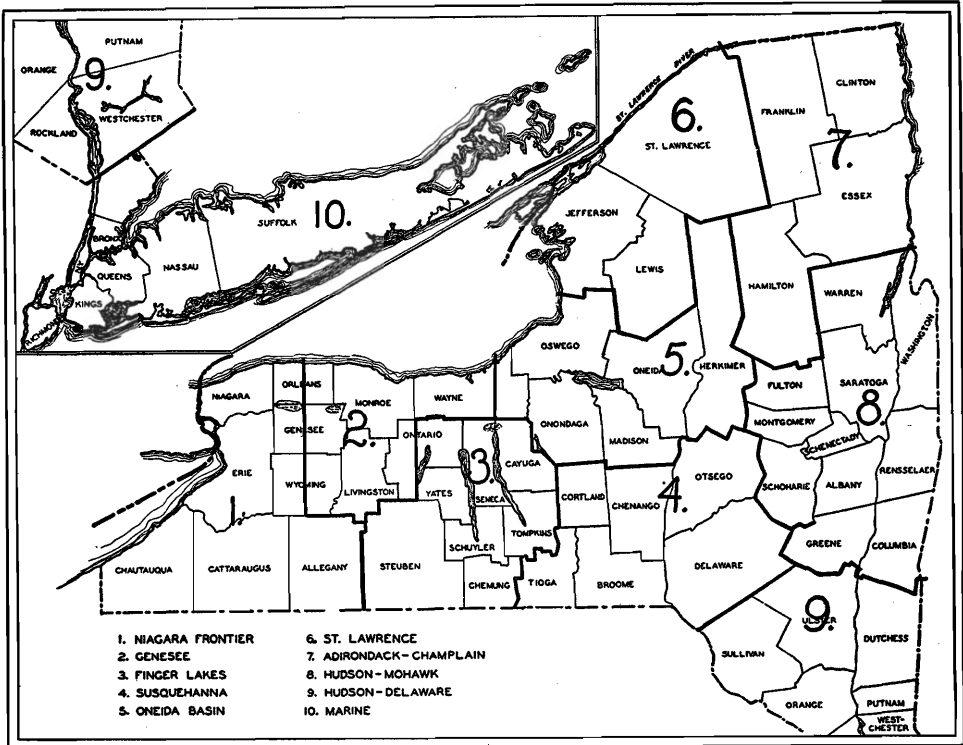 PUTNAM
ORANGE
9.
WESTCHESTER
ROCKLAND
BRONX
QUEENS
KINGS
RICHMOND
N.Y.
NASSAU
SUFFOLK
10.
ST. LAWRENCE RIVER
6.
ST. LAWRENCE
FRANKLIN
CLINTON
7.
ESSEX
JEFFERSON
LEWIS
HAMILTON
WARREN
WASHINGTON
OSWEGO
ONEIDA
5.
HERKIMER
FULTON
SARATOGA
8.
MONTGOMERY
SCHENECTADY
NIAGARA
ORLEANS
MONROE
WAYNE
GENESEE
2.
ONTARIO
ONONDAGA
MADISON
3.
CAYUGA
OTSEGO
SCHOHARIE
ALBANY
RENSSELAER
ERIE
WYOMING
LIVINGSTON
YATES
SENECA
CORTLAND
CHENANGO
4.
1
TOMPKINS
SCHUYLER
GREENE
COLUMBIA
CHAUTAUQUA
CATTARAUGUS
ALLEGANY
STEUBEN
CHEMUNG
TIOGA
BROOME
DELAWARE
9.
ULSTER
DUTCHESS
SULLIVAN
ORANGE
PUTNAM
WEST-
CHESTER
1. NIAGARA FRONTIER
2. GENESEE
3. FINGER LAKES
4. SUSQUEHANNA
5. ONEIDA BASIN
6. ST. LAWRENCE
7. ADIRONDACK-CHAMPLAIN
8. HUDSON-MOHAWK
9. HUDSON-DELAWARE
10. MARINE